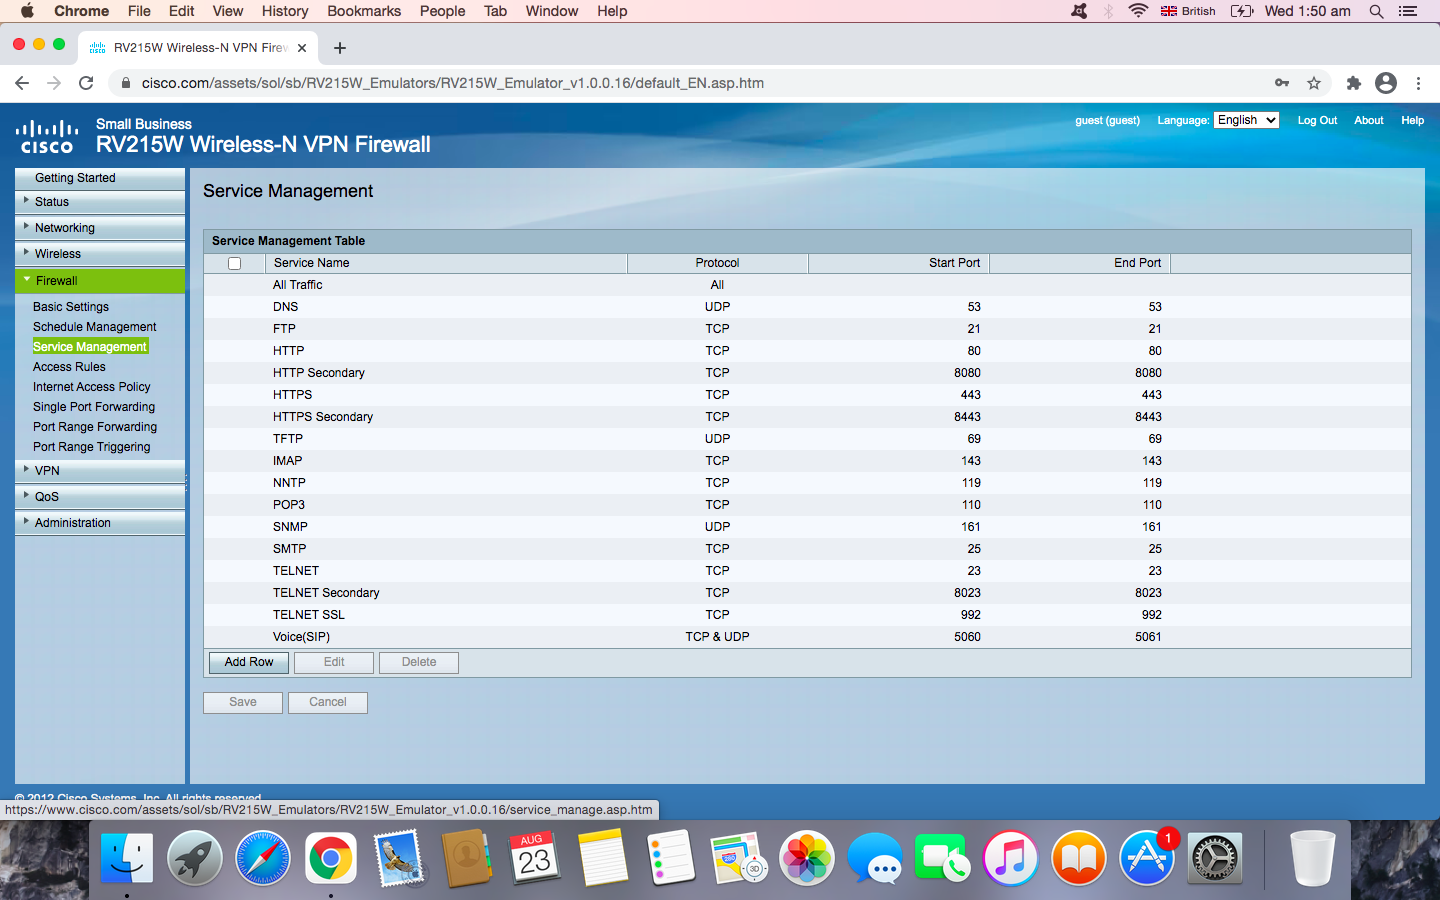 Chrome File Edit View History Bookmarks People Tab Window Help British Wed 1:50 am
RV215W Wireless-N VPN Firew
cisco.com/assets/sol/sb/RV215W_Emulators/RV215W_Emulator_v1.0.0.16/default_EN.asp.htm
cisco
Small Business
RV215W Wireless-N VPN Firewall
guest (guest) Language: English Log Out About Help
Getting Started
Status
Networking
Wireless
Firewall
Basic Settings
Schedule Management
Service Management
Access Rules
Internet Access Policy
Single Port Forwarding
Port Range Forwarding
Port Range Triggering
VPN
QoS
Administration
Service Management
Service Management Table
Service Name Protocol Start Port End Port
All Traffic All
DNS UDP 53 53
FTP TCP 21 21
HTTP TCP 80 80
HTTP Secondary TCP 8080 8080
HTTPS TCP 443 443
HTTPS Secondary TCP 8443 8443
TFTP UDP 69 69
IMAP TCP 143 143
NNTP TCP 119 119
POP3 TCP 110 110
SNMP UDP 161 161
SMTP TCP 25 25
TELNET TCP 23 23
TELNET Secondary TCP 8023 8023
TELNET SSL TCP 992 992
Voice(SIP) TCP & UDP 5060 5061
Add Row Edit Delete
Save Cancel
© 2012 Cisco Systems, Inc. All rights reserved.
https://www.cisco.com/assets/sol/sb/RV215W_Emulators/RV215W_Emulator_v1.0.0.16/service_manage.asp.htm
AUG
23
280
3D
1